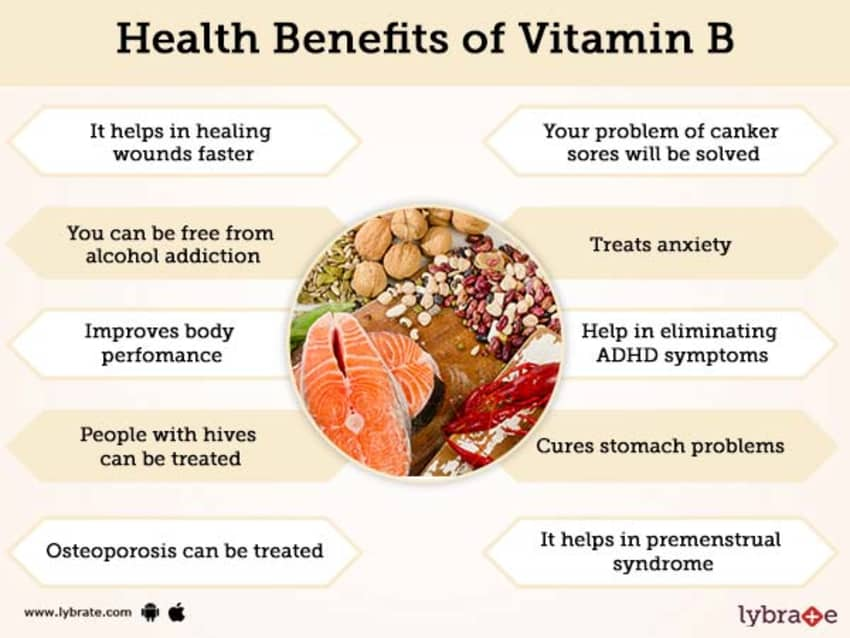 Health Benefits of Vitamin B
It helps in healing
wounds faster
Your problem of canker
sores will be solved
You can be free from
alcohol addiction
Treats anxiety
Improves body
perfomance
Help in eliminating
ADHD symptoms
People with hives
can be treated
Cures stomach problems
Osteoporosis can be treated
It helps in premenstrual
syndrome
www.lybrate.com
lybrate